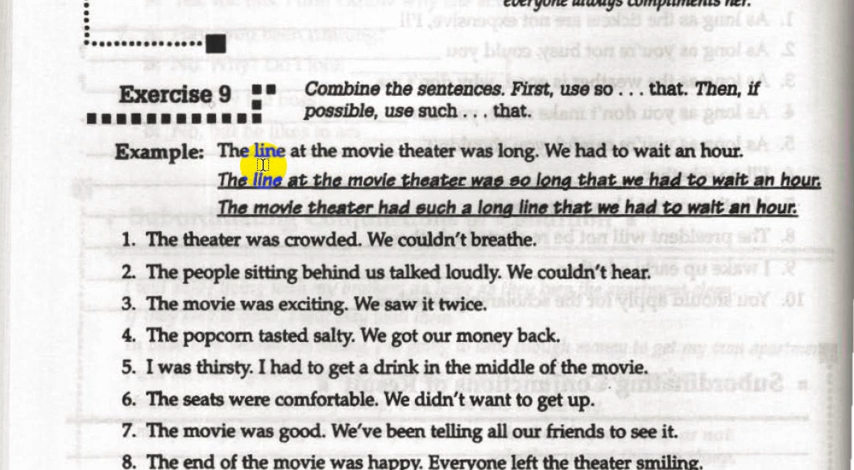 everyone always compliments her.
Exercise 9
Combine the sentences. First, use so . . . that. Then, if
possible, use such . . . that.
Example: The line at the movie theater was long. We had to wait an hour.
The line at the movie theater was so long that we had to wait an hour.
The movie theater had such a long line that we had to wait an hour.
1. The theater was crowded. We couldn't breathe.
2. The people sitting behind us talked loudly. We couldn't hear.
3. The movie was exciting. We saw it twice.
4. The popcorn tasted salty. We got our money back.
5. I was thirsty. I had to get a drink in the middle of the movie.
6. The seats were comfortable. We didn't want to get up.
7. The movie was good. We've been telling all our friends to see it.
8. The end of the movie was happy. Everyone left the theater smiling.